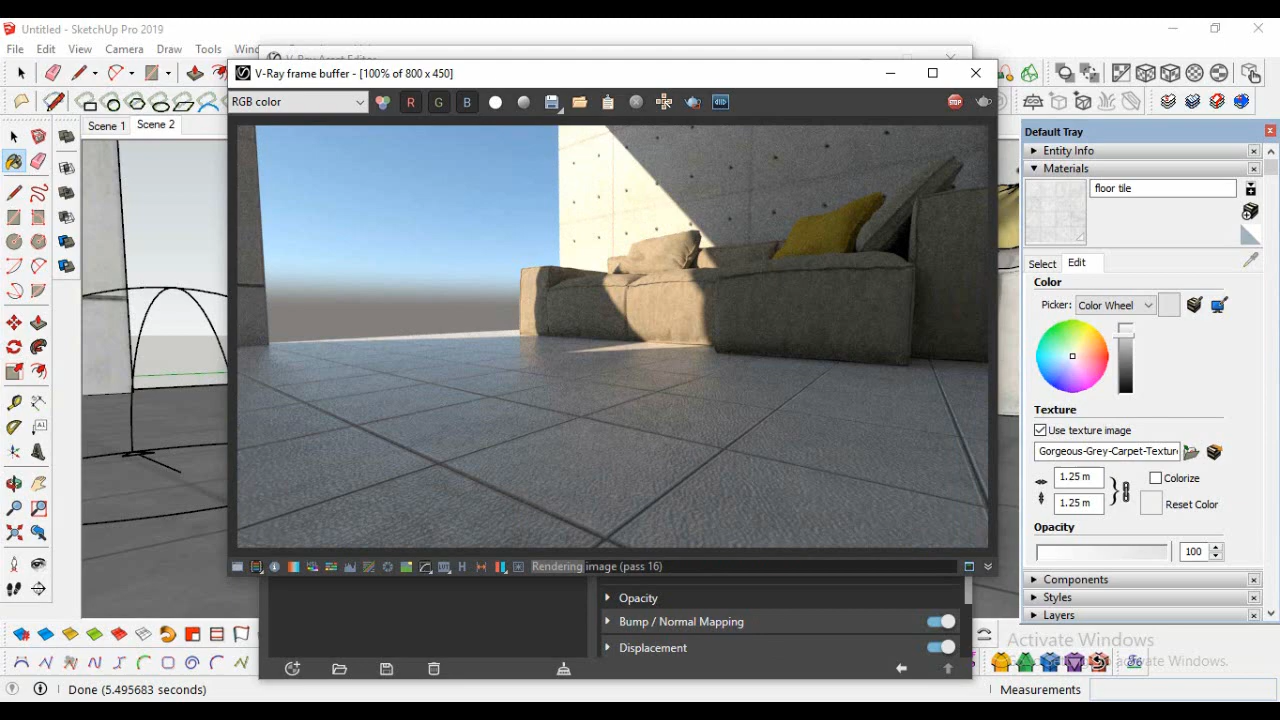 Untitled - SketchUp Pro 2019
File Edit View Camera Draw Tools
V-Ray frame buffer - [100% of 800 x 450]
RGB color
R G B
STOP
Scene 1 Scene 2
Default Tray
Entity Info
Materials
floor tile
Select Edit
Color
Picker: Color Wheel
Texture
Use texture image
Gorgeous-Grey-Carpet-Textur
1.25 m
Colorize
1.25 m
Reset Color
Opacity
100
Rendering image (pass 16)
Components
Styles
Layers
Opacity
Bump / Normal Mapping
Displacement
Activate Windows
Done (5.495683 seconds)
Measurements